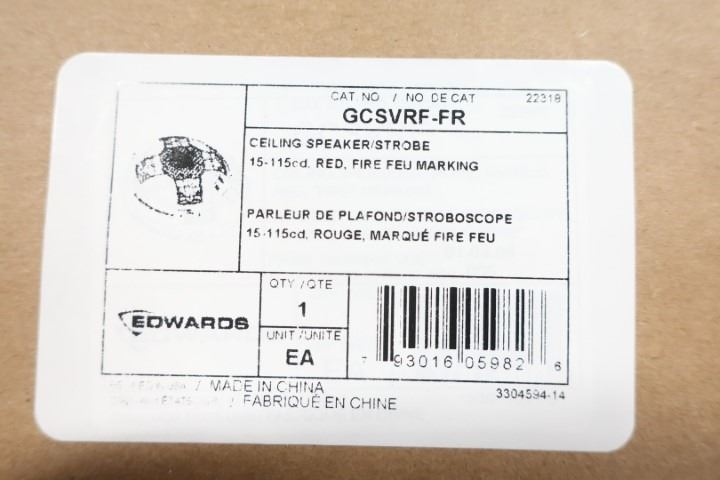 CAT. NO. / NO. DE CAT 22318
GCSVRF-FR
CEILING SPEAKER/STROBE
15-115cd, RED, FIRE FEU MARKING
PARLEUR DE PLAFOND/STROBOSCOPE
15-115cd, ROUGE, MARQUÉ FIRE FEU
EDWARDS
QTY /QTE
1
UNIT /UNITE
EA
7 93016 05982 6
/ MADE IN CHINA
/ FABRIQUÉ EN CHINE
3304594-14